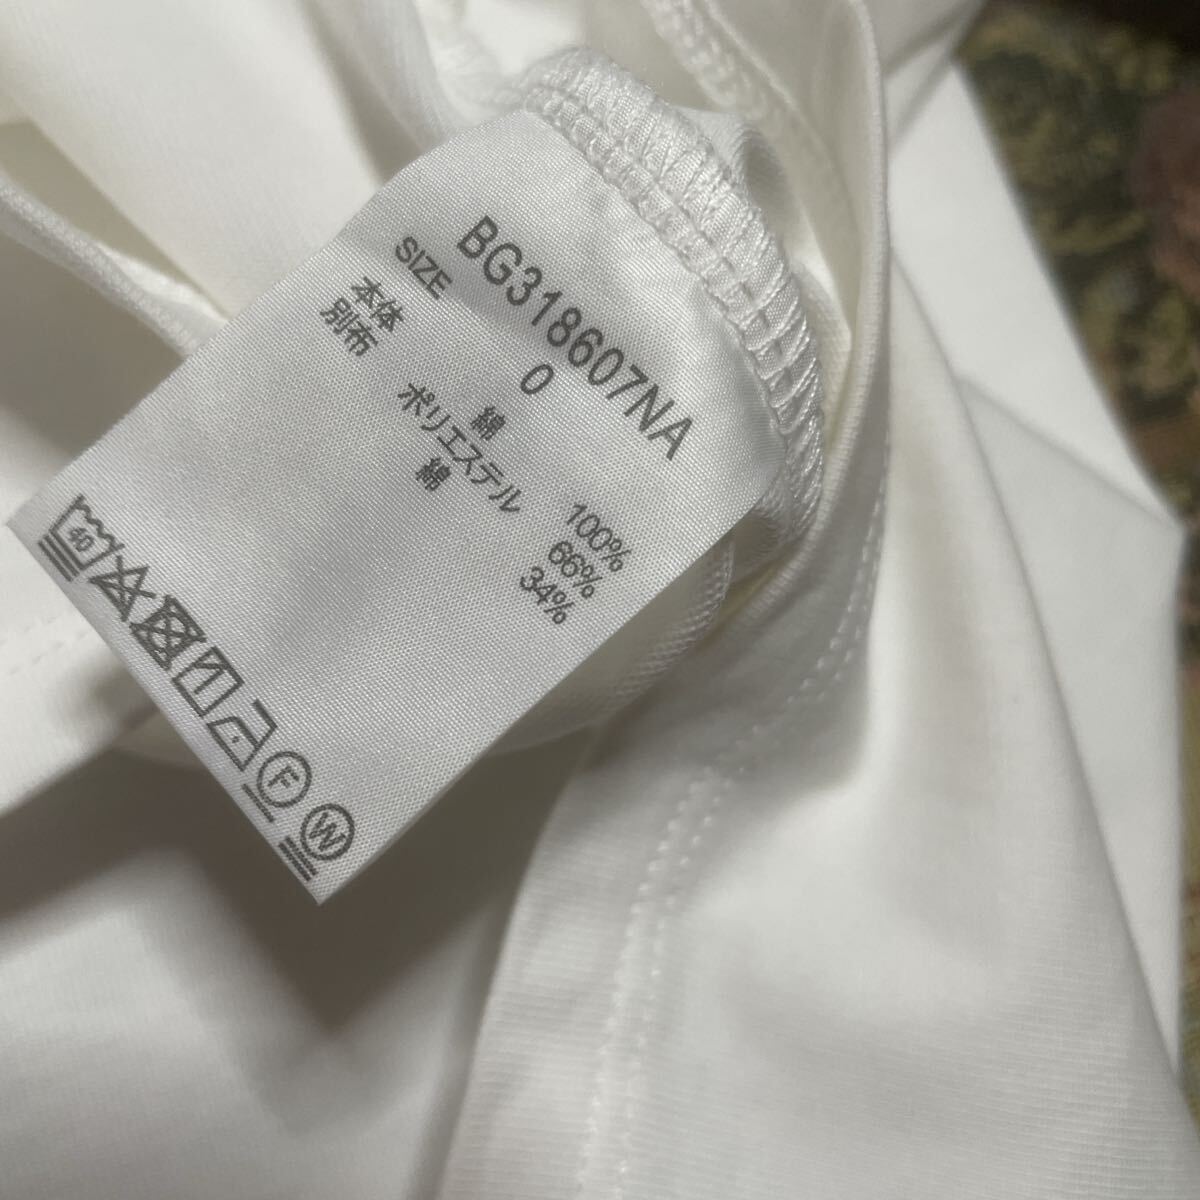 BG318607NA
SIZE 0
本体 綿 100%
別布 ポリエステル 66%
綿 34%
40
F
W